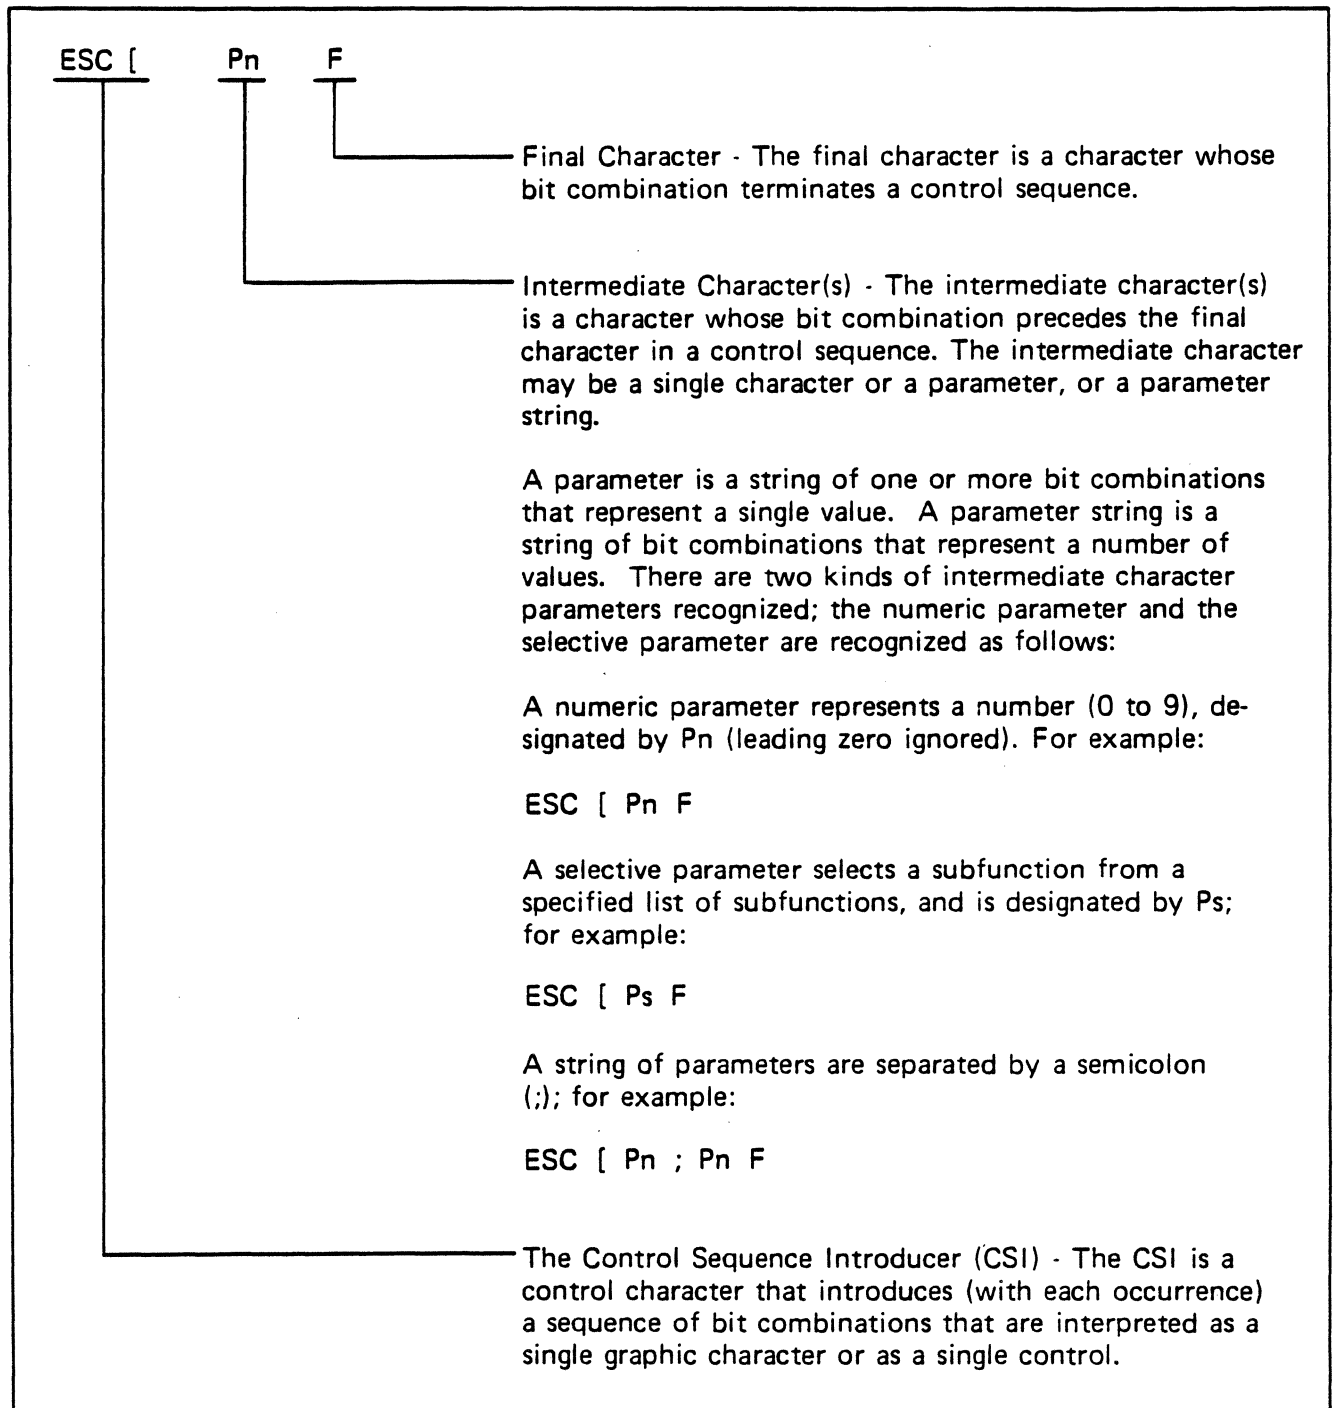 ESC [ Pn F
Final Character - The final character is a character whose
bit combination terminates a control sequence.
Intermediate Character(s) - The intermediate character(s)
is a character whose bit combination precedes the final
character in a control sequence. The intermediate character
may be a single character or a parameter, or a parameter
string.
A parameter is a string of one or more bit combinations
that represent a single value. A parameter string is a
string of bit combinations that represent a number of
values. There are two kinds of intermediate character
parameters recognized; the numeric parameter and the
selective parameter are recognized as follows:
A numeric parameter represents a number (0 to 9), de-
signated by Pn (leading zero ignored). For example:
ESC [ Pn F
A selective parameter selects a subfunction from a
specified list of subfunctions, and is designated by Ps;
for example:
ESC [ Ps F
A string of parameters are separated by a semicolon
(;); for example:
ESC [ Pn ; Pn F
The Control Sequence Introducer (CSI) - The CSI is a
control character that introduces (with each occurrence)
a sequence of bit combinations that are interpreted as a
single graphic character or as a single control.